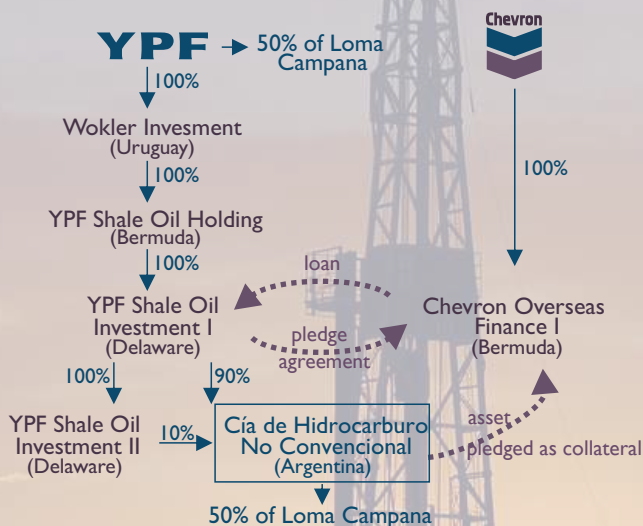 YPF
50% of Loma
Campana
Chevron
100%
Wokler Invesment
(Uruguay)
100%
100%
YPF Shale Oil Holding
(Bermuda)
100%
loan
YPF Shale Oil
Investment I
(Delaware)
pledge
agreement
Chevron Overseas
Finance I
(Bermuda)
100%
90%
YPF Shale Oil
Investment II
(Delaware)
10%
Cía de Hidrocarburo
No Convencional
(Argentina)
asset
pledged as collateral
50% of Loma Campana